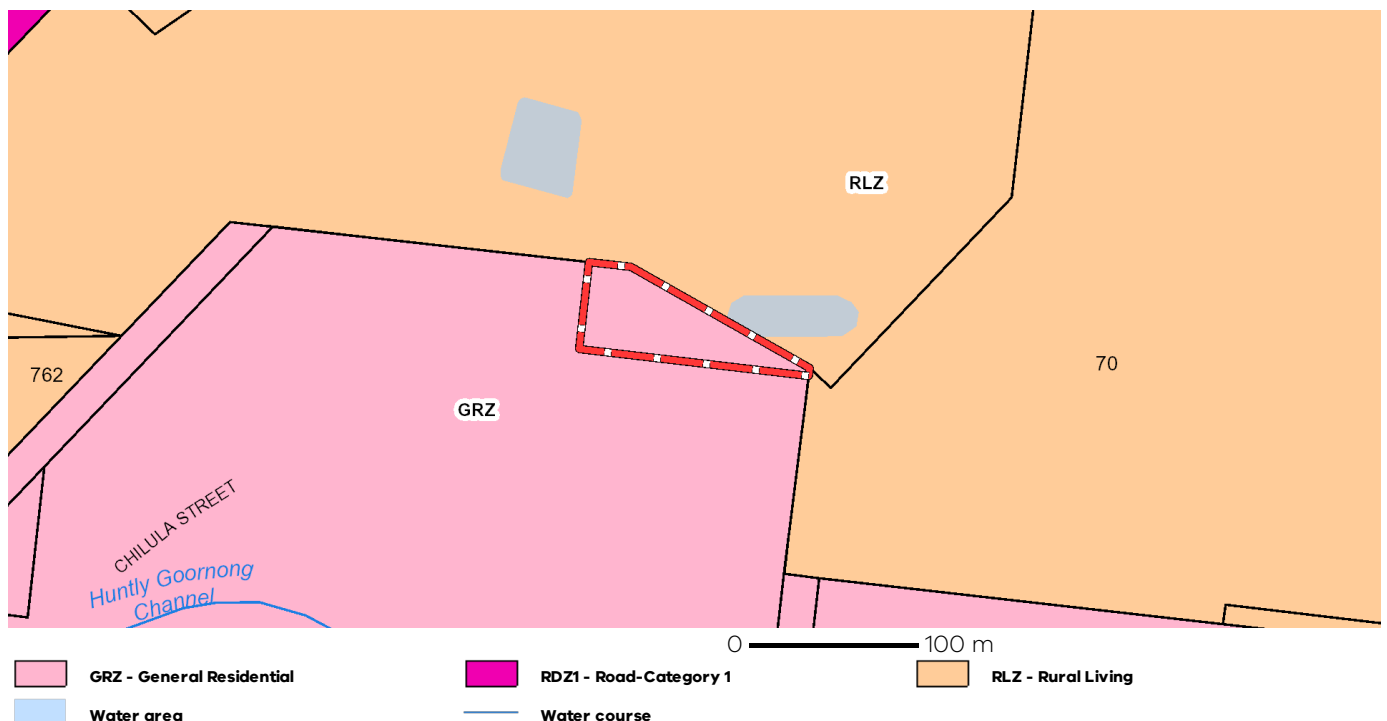 RLZ
70
762
GRZ
CHILULA STREET
Huntly Goornong
Channel
0 100 m
GRZ - General Residential
RDZ1 - Road-Category 1
RLZ - Rural Living
Water area
Water course